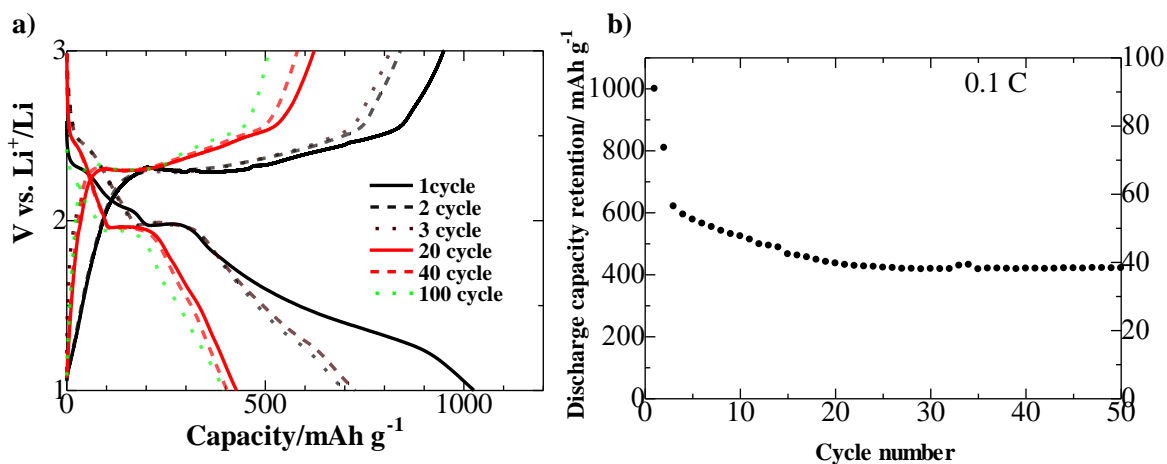 a)
3
2
1
V vs. Li⁺/Li
0
500
1000
Capacity/mAh g⁻¹
1cycle
2 cycle
3 cycle
20 cycle
40 cycle
100 cycle
b)
0.1 C
Discharge capacity retention/ mAh g⁻¹
1000
800
600
400
200
0
100
80
60
40
20
0
0
10
20
30
40
50
Cycle number